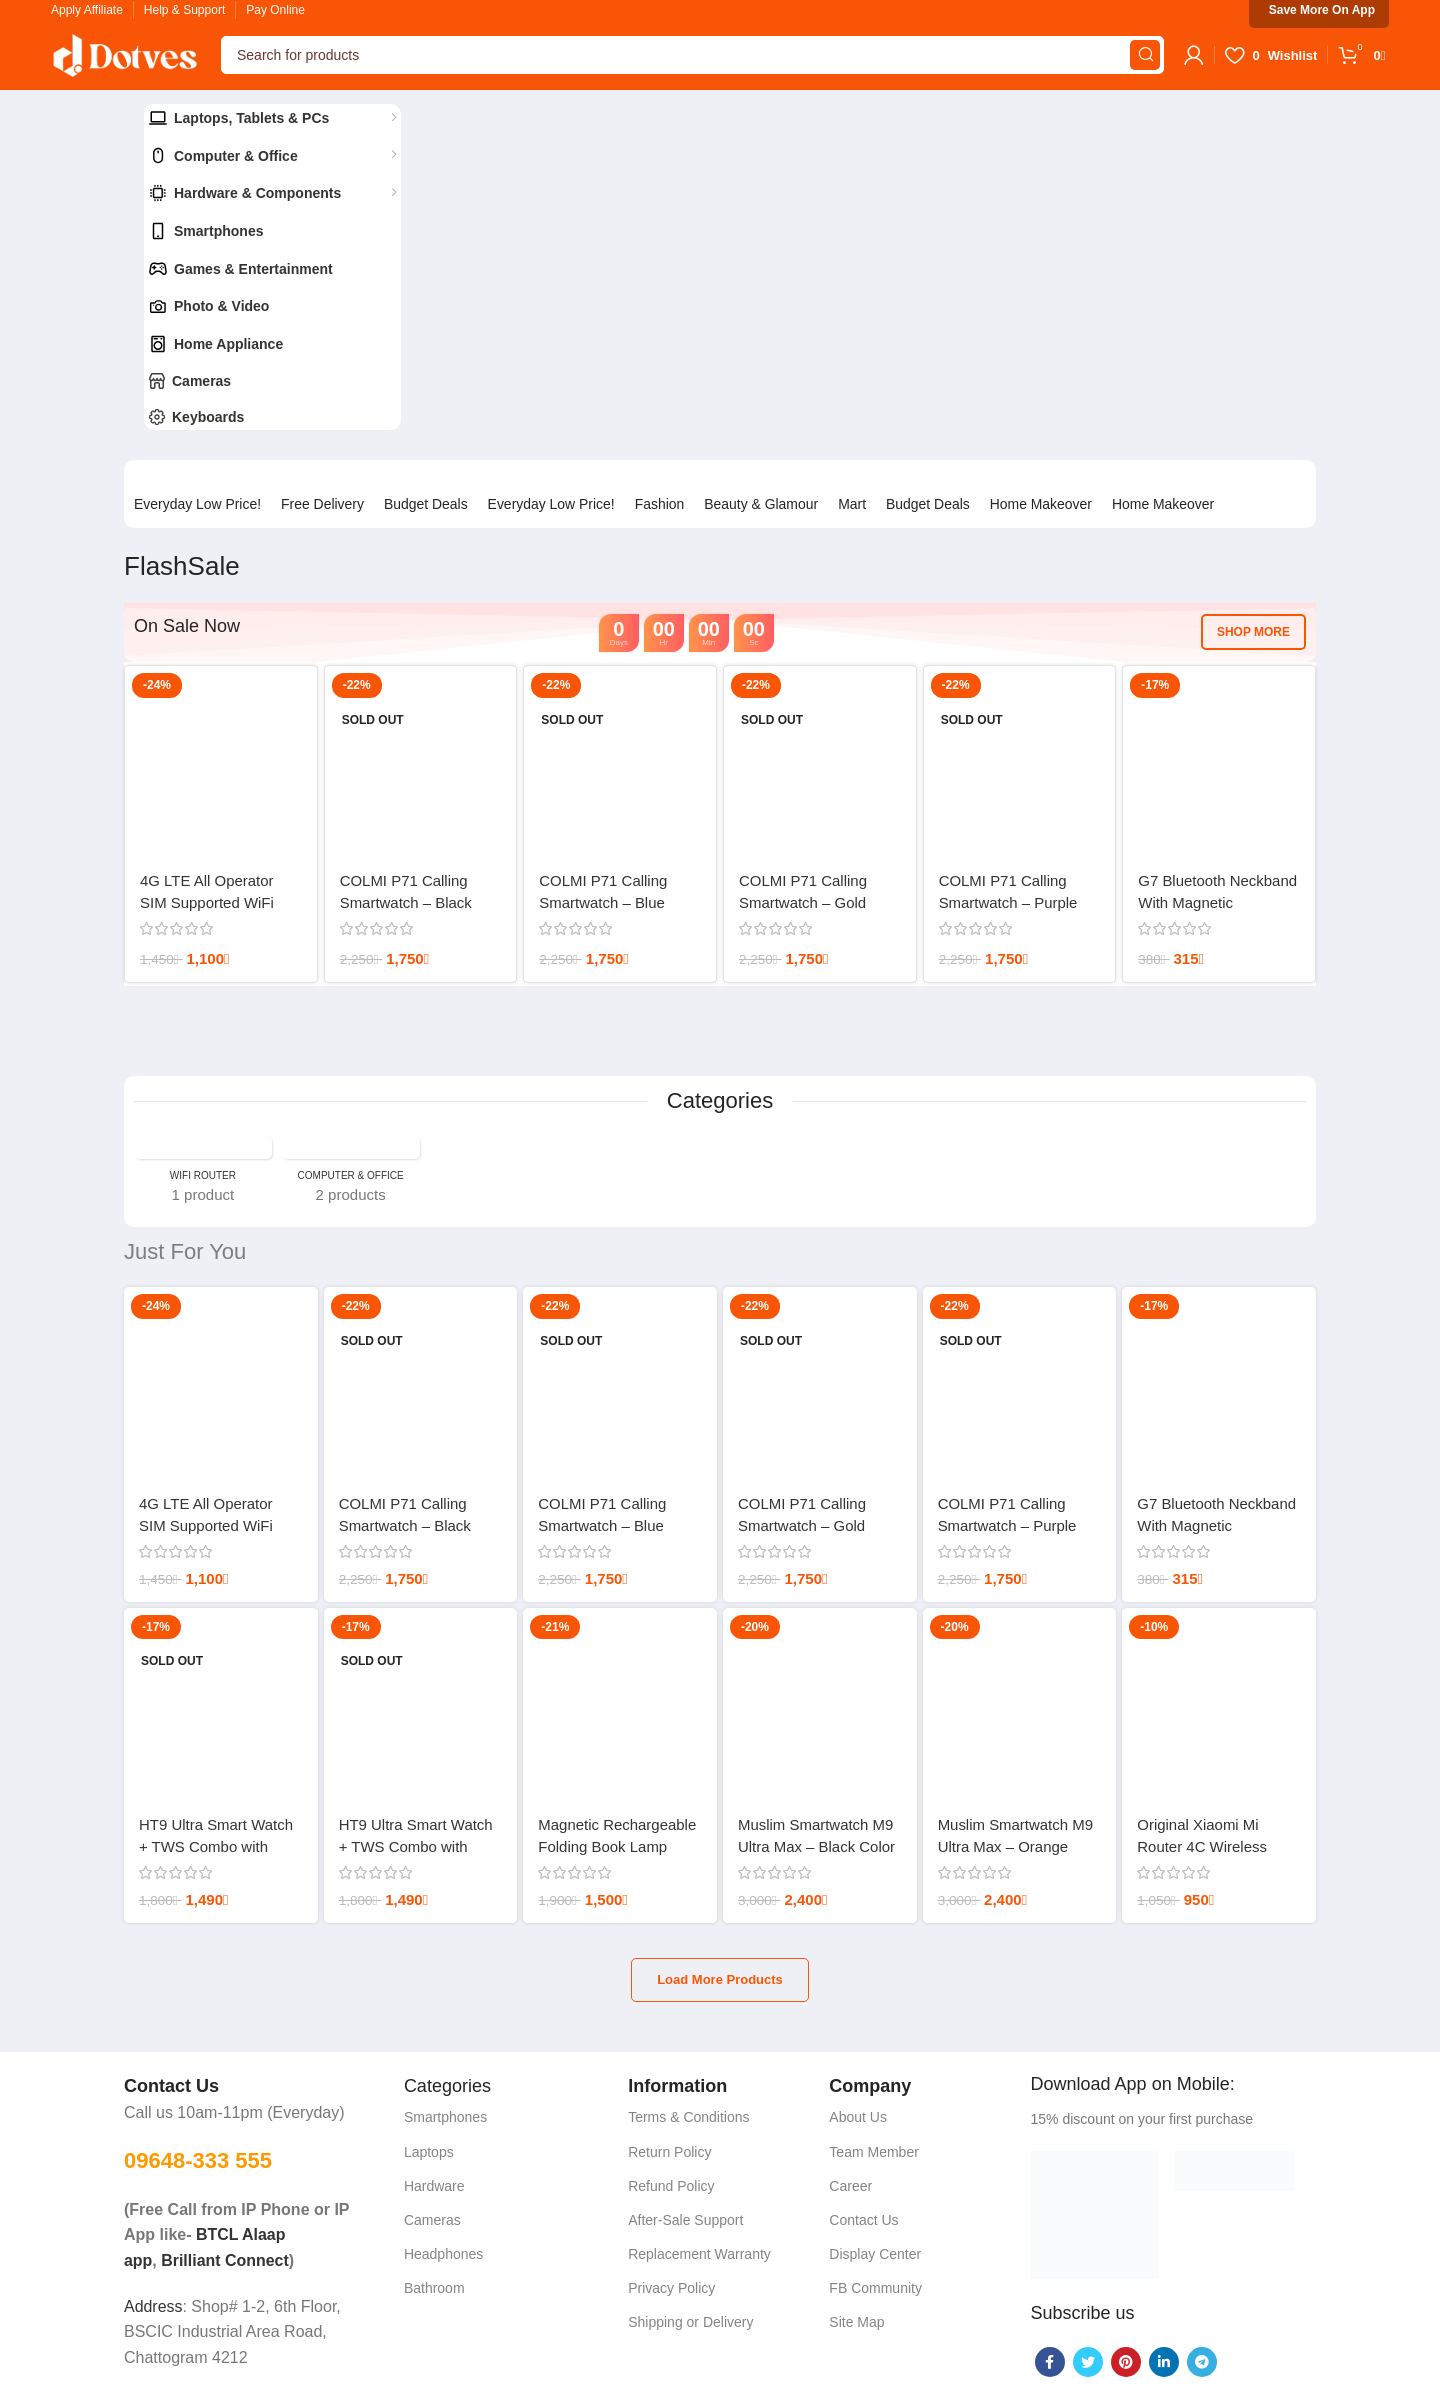 Apply Affiliate
Help & Support
Pay Online
Save More On App
Dotves
Search for products
0 Wishlist
0
0
Laptops, Tablets & PCs
Computer & Office
Hardware & Components
Smartphones
Games & Entertainment
Photo & Video
Home Appliance
Cameras
Keyboards
Everyday Low Price! Free Delivery Budget Deals Everyday Low Price! Fashion Beauty & Glamour Mart Budget Deals Home Makeover Home Makeover
FlashSale
On Sale Now
0 00 00 00
Days Hr Min Sc
SHOP MORE
-24%
4G LTE All Operator
SIM Supported WiFi
1,450 1,100
-22%
SOLD OUT
COLMI P71 Calling
Smartwatch – Black
2,250 1,750
-22%
SOLD OUT
COLMI P71 Calling
Smartwatch – Blue
2,250 1,750
-22%
SOLD OUT
COLMI P71 Calling
Smartwatch – Gold
2,250 1,750
-22%
SOLD OUT
COLMI P71 Calling
Smartwatch – Purple
2,250 1,750
-17%
G7 Bluetooth Neckband
With Magnetic
380 315
Categories
WIFI ROUTER
1 product
COMPUTER & OFFICE
2 products
Just For You
-24%
4G LTE All Operator
SIM Supported WiFi
1,450 1,100
-22%
SOLD OUT
COLMI P71 Calling
Smartwatch – Black
2,250 1,750
-22%
SOLD OUT
COLMI P71 Calling
Smartwatch – Blue
2,250 1,750
-22%
SOLD OUT
COLMI P71 Calling
Smartwatch – Gold
2,250 1,750
-22%
SOLD OUT
COLMI P71 Calling
Smartwatch – Purple
2,250 1,750
-17%
G7 Bluetooth Neckband
With Magnetic
380 315
-17%
SOLD OUT
HT9 Ultra Smart Watch
+ TWS Combo with
1,800 1,490
-17%
SOLD OUT
HT9 Ultra Smart Watch
+ TWS Combo with
1,800 1,490
-21%
Magnetic Rechargeable
Folding Book Lamp
1,900 1,500
-20%
Muslim Smartwatch M9
Ultra Max – Black Color
3,000 2,400
-20%
Muslim Smartwatch M9
Ultra Max – Orange
3,000 2,400
-10%
Original Xiaomi Mi
Router 4C Wireless
1,050 950
Load More Products
Contact Us
Call us 10am-11pm (Everyday)
09648-333 555
(Free Call from IP Phone or IP
App like- BTCL Alaap
app, Brilliant Connect)
Address: Shop# 1-2, 6th Floor,
BSCIC Industrial Area Road,
Chattogram 4212
Categories
Smartphones
Laptops
Hardware
Cameras
Headphones
Bathroom
Information
Terms & Conditions
Return Policy
Refund Policy
After-Sale Support
Replacement Warranty
Privacy Policy
Shipping or Delivery
Company
About Us
Team Member
Career
Contact Us
Display Center
FB Community
Site Map
Download App on Mobile:
15% discount on your first purchase
Subscribe us